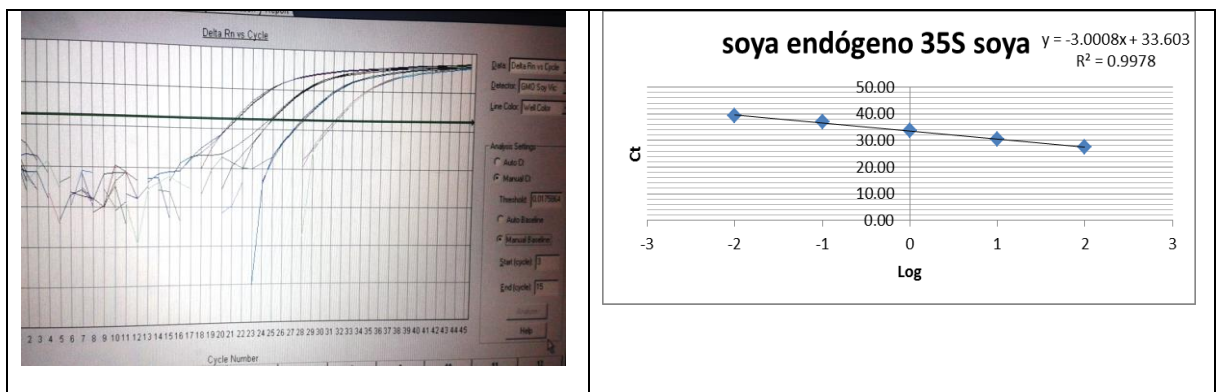 Delta Rn vs Cycle
Data: Delta Rn vs Cycle
Detector: GMO Soy Vic
Line Color: Well Color
Analysis Settings
Auto Ct
Manual Ct
Threshold:
Auto Baseline
Manual Baseline
Start (cycle): 3
End (cycle): 15
Analyze
Help
2 3 4 5 6 7 8 9 10 11 12 13 14 15 16 17 18 19 20 21 22 23 24 25 26 27 28 29 30 31 32 33 34 35 36 37 38 39 40 41 42 43 44 45
Cycle Number
soya endógeno 35S soya
y = -3.0008x + 33.603
R² = 0.9978
50.00
40.00
30.00
20.00
10.00
0.00
Ct
-3 -2 -1 0 1 2 3
Log